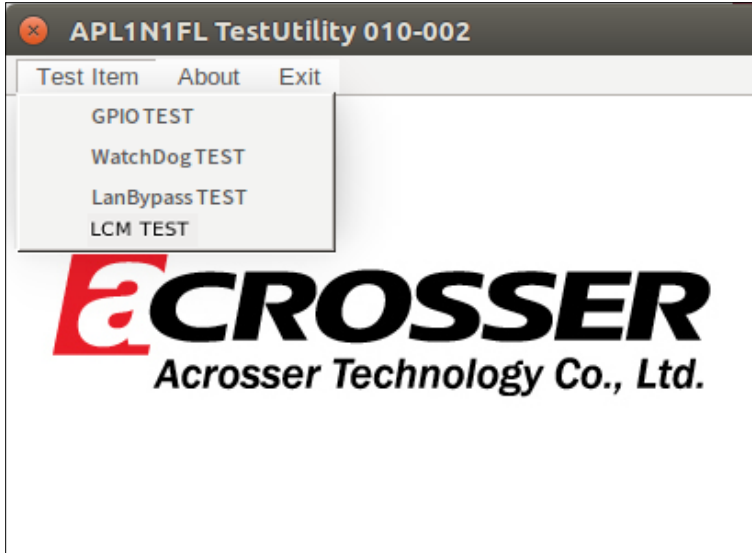 APL1N1FL TestUtility 010-002
Test Item About Exit
GPIO TEST
WatchDog TEST
LanBypass TEST
LCM TEST
aCROSSER
Acrosser Technology Co., Ltd.